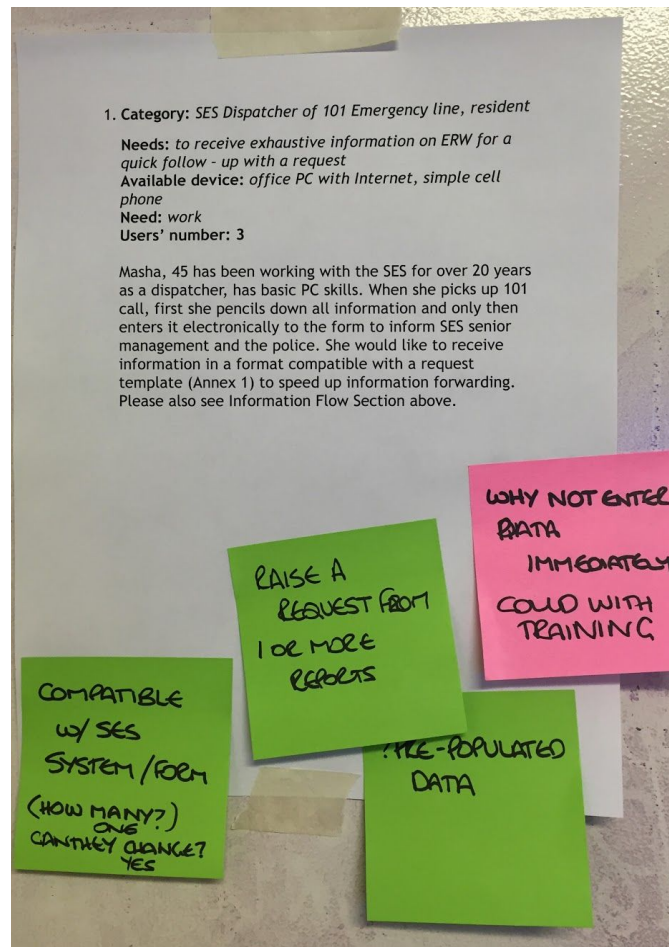 1. Category: SES Dispatcher of 101 Emergency line, resident
Needs: to receive exhaustive information on ERW for a
quick follow - up with a request
Available device: office PC with Internet, simple cell
phone
Need: work
Users' number: 3
Masha, 45 has been working with the SES for over 20 years
as a dispatcher, has basic PC skills. When she picks up 101
call, first she pencils down all information and only then
enters it electronically to the form to inform SES senior
management and the police. She would like to receive
information in a format compatible with a request
template (Annex 1) to speed up information forwarding.
Please also see Information Flow Section above.
WHY NOT ENTER
DATA
IMMEDIATELY
COULD WITH
TRAINING
RAISE A
REQUEST FROM
1 OR MORE
REPORTS
COMPATIBLE
W/ SES
SYSTEM/FORM
(HOW MANY?)
ONE
CAN THEY CHANGE?
YES
?PRE-POPULATED
DATA